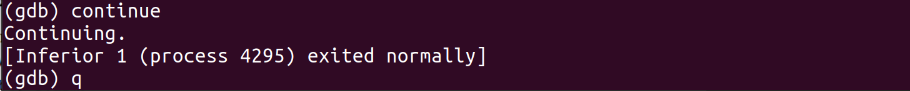 (gdb) continue
Continuing.
[Inferior 1 (process 4295) exited normally]
(gdb) q